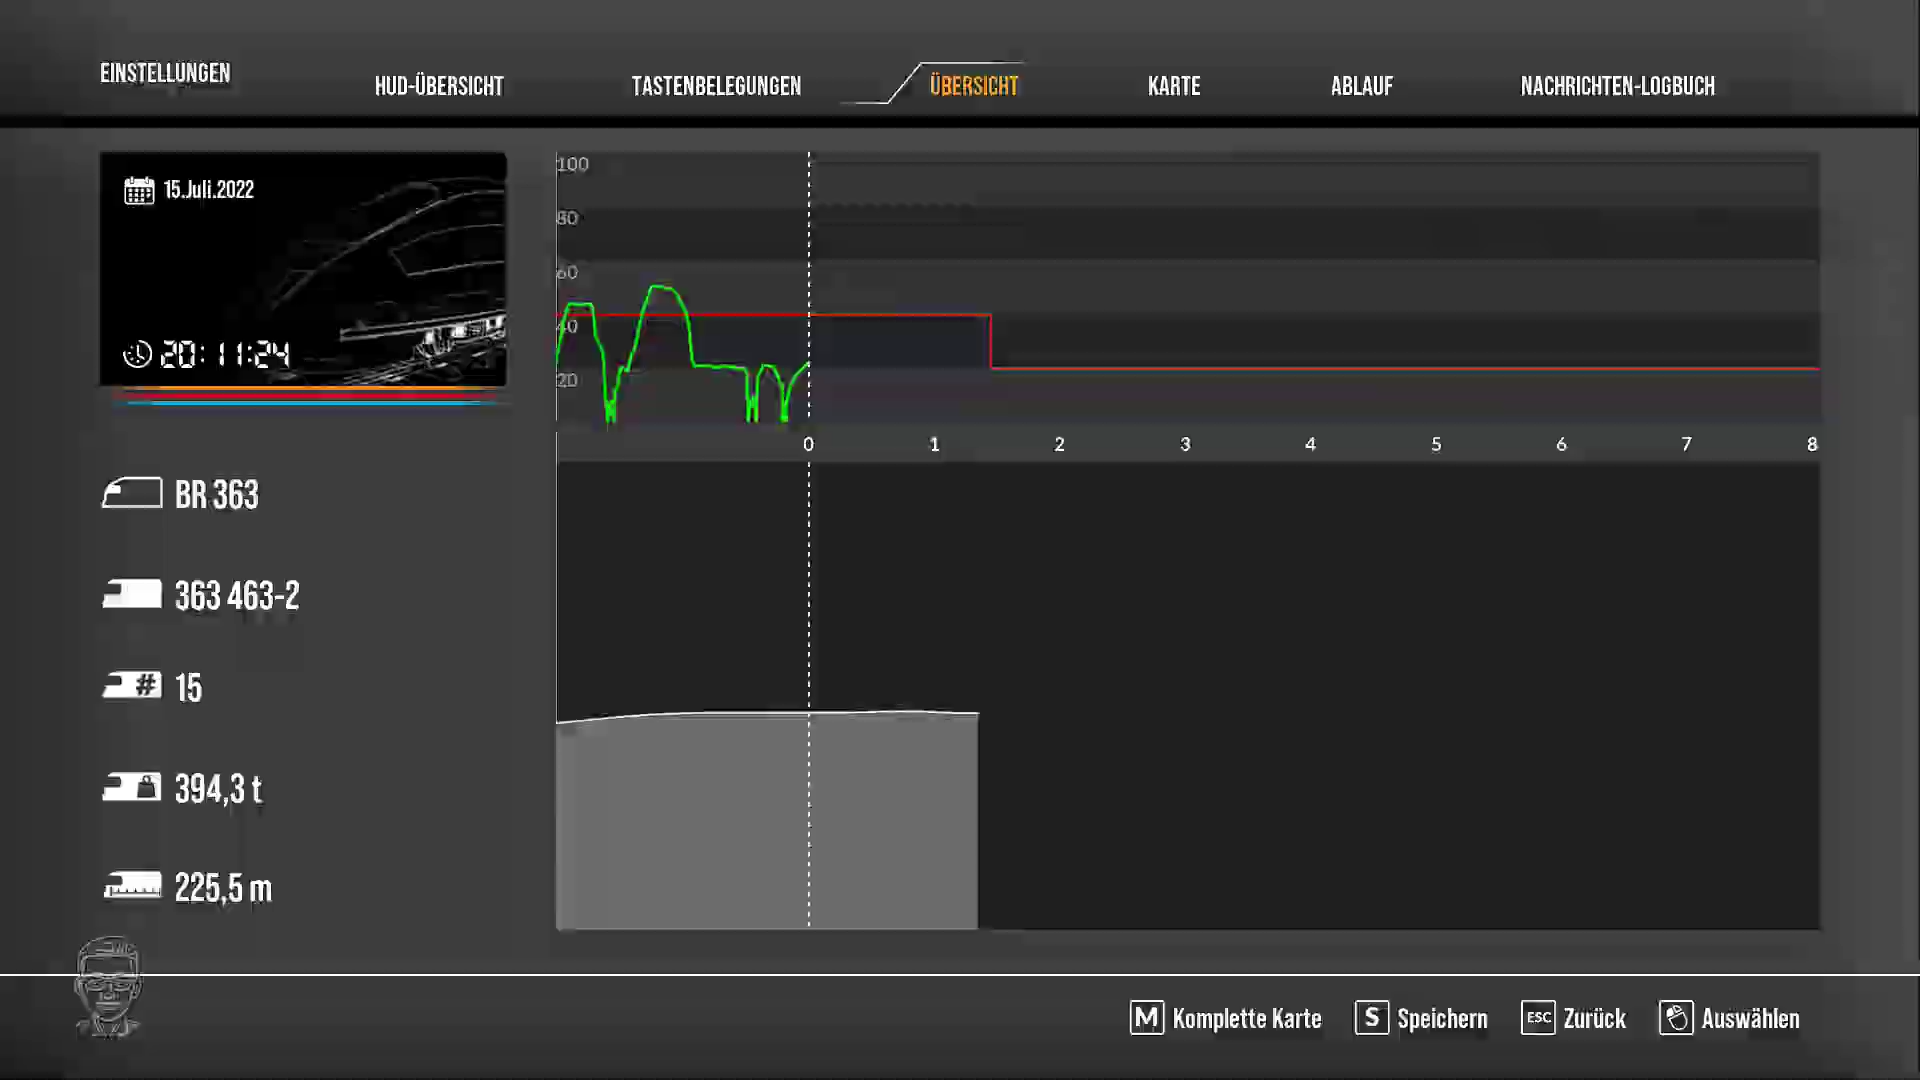 EINSTELLUNGEN
HUD-ÜBERSICHT
TASTENBELEGUNGEN
ÜBERSICHT
KARTE
ABLAUF
NACHRICHTEN-LOGBUCH
15.Juli.2022
20:11:24
BR 363
363 463-2
# 15
394,3 t
225,5 m
100
80
60
40
20
0 1 2 3 4 5 6 7 8
M Komplette Karte
S Speichern
ESC Zurück
Auswählen